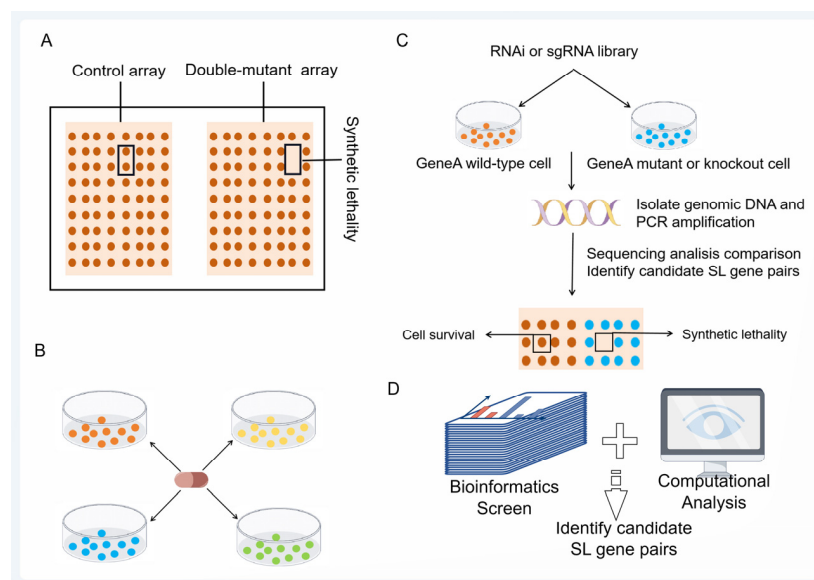 A
Control array
Double-mutant array
Synthetic lethality
B
C
RNAi or sgRNA library
GeneA wild-type cell
GeneA mutant or knockout cell
Isolate genomic DNA and
PCR amplification
Sequencing analisis comparison
Identify candidate SL gene pairs
Cell survival
Synthetic lethality
D
Bioinformatics
Screen
Computational
Analysis
Identify candidate
SL gene pairs